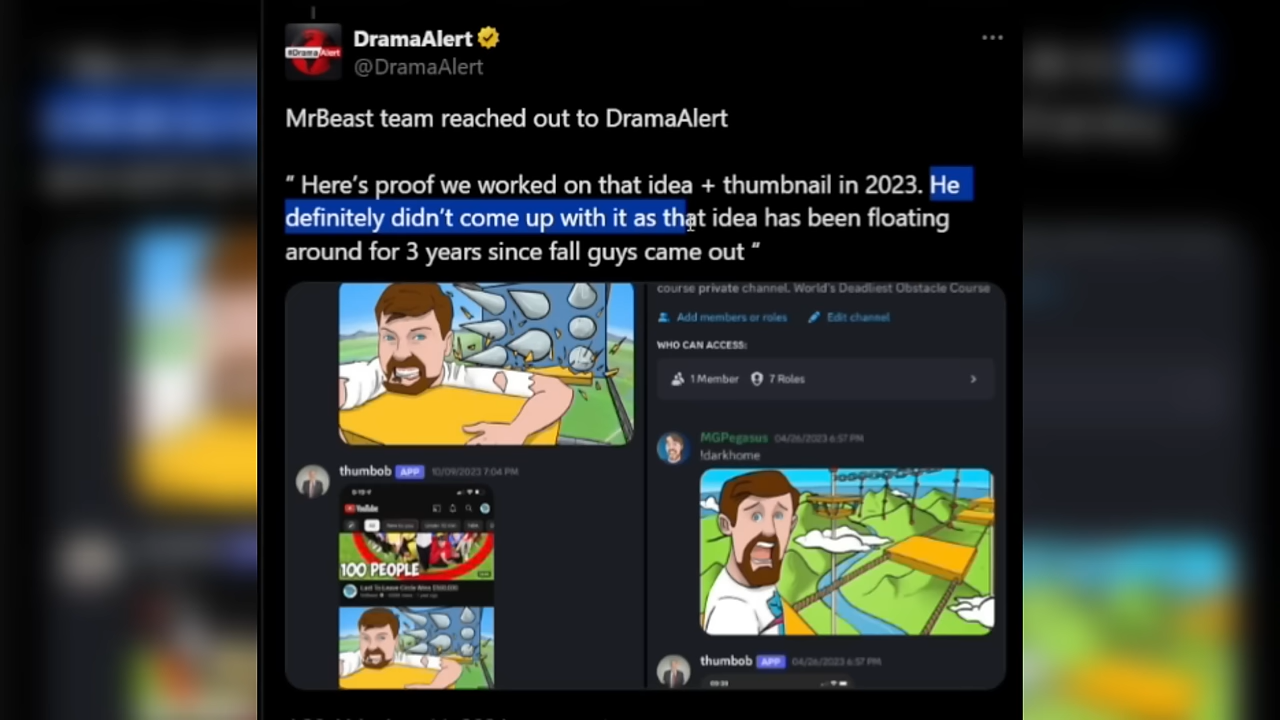 DramaAlert
#DramaAlert
@DramaAlert
MrBeast team reached out to DramaAlert
“ Here’s proof we worked on that idea + thumbnail in 2023. He
definitely didn’t come up with it as that idea has been floating
around for 3 years since fall guys came out “
thumbob APP 10/09/2023 7:04 PM
YouTube
100 PEOPLE
course private channel. World's Deadliest Obstacle Course
Add members or roles Edit channel
WHO CAN ACCESS:
1 Member 7 Roles
MGPegasus 04/26/2023 6:57 PM
!darkhome
thumbob APP 04/26/2023 6:57 PM